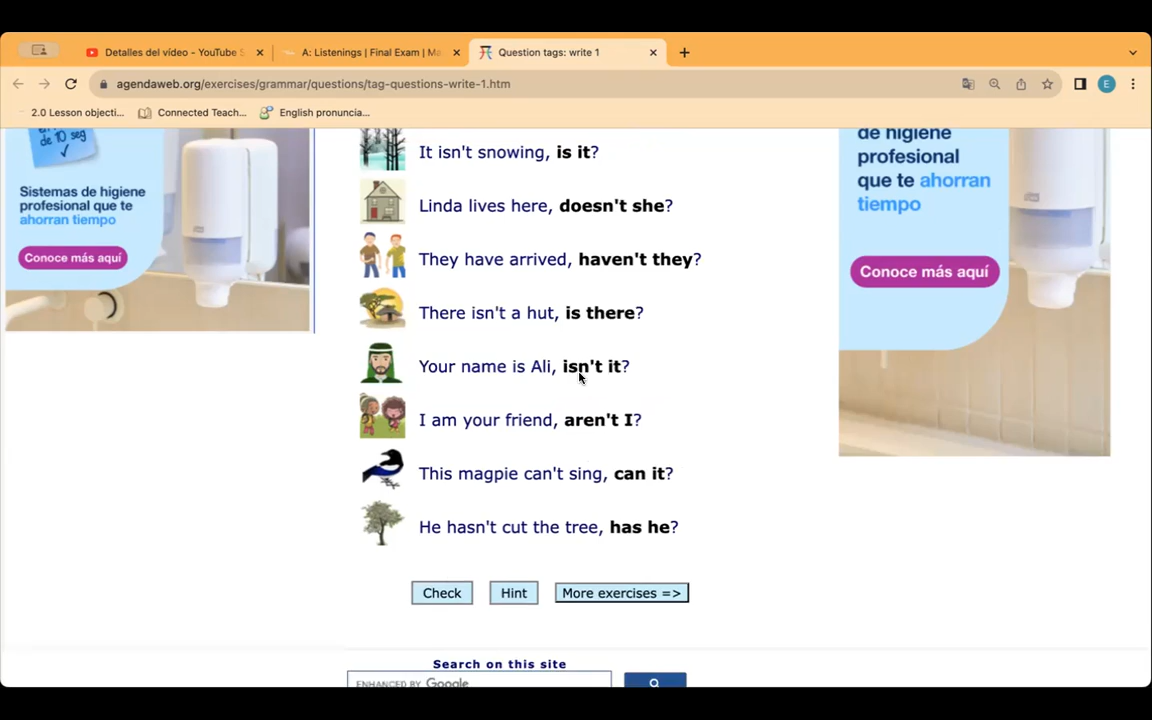 Detalles del vídeo - YouTube S
A: Listenings | Final Exam | Ma
Question tags: write 1
agendaweb.org/exercises/grammar/questions/tag-questions-write-1.htm
E
2.0 Lesson objecti...
Connected Teach...
English pronuncia...
de 10 seg
Sistemas de higiene
profesional que te
ahorran tiempo
Conoce más aquí
It isn't snowing, is it?
Linda lives here, doesn't she?
They have arrived, haven't they?
There isn't a hut, is there?
Your name is Ali, isn't it?
I am your friend, aren't I?
This magpie can't sing, can it?
He hasn't cut the tree, has he?
Check
Hint
More exercises =>
Search on this site
ENHANCED BY Google
de higiene
profesional
que te ahorran
tiempo
Conoce más aquí